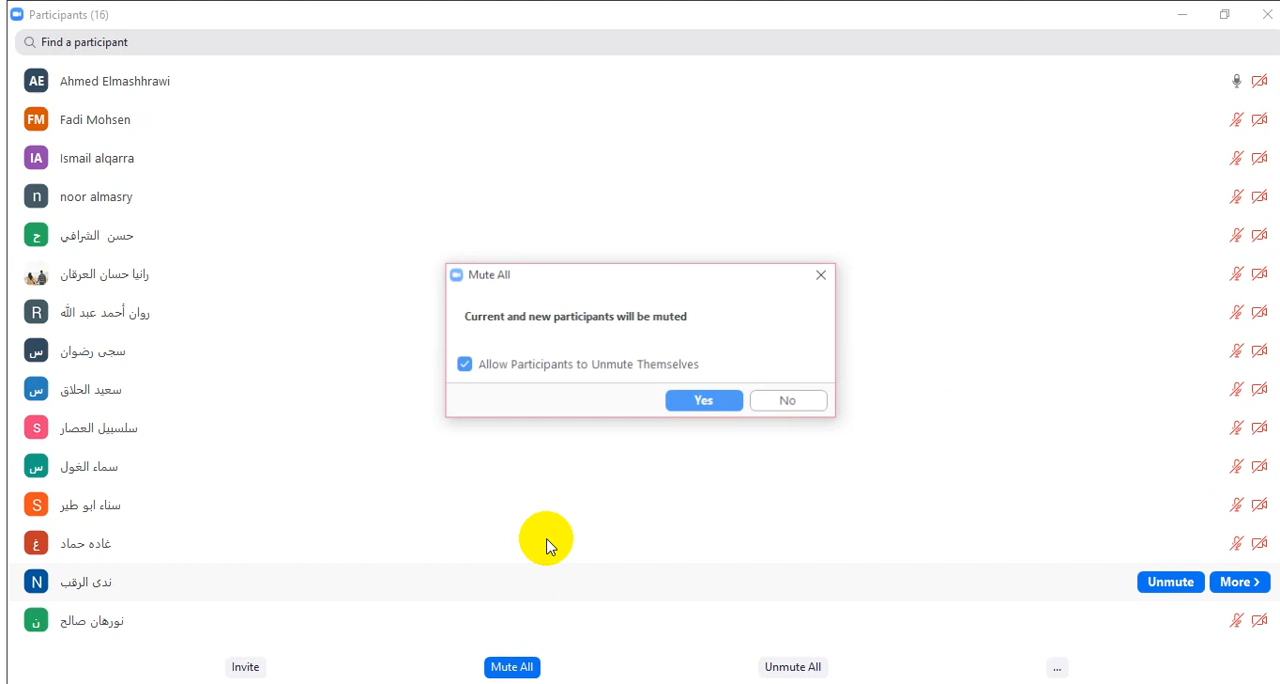 Participants (16)
Find a participant
AE Ahmed Elmashhrawi
FM Fadi Mohsen
IA Ismail alqarra
n noor almasry
ح حسن الشرافي
رانيا حسان العرقان
R روان أحمد عبد الله
س سجى رضوان
س سعيد الحلاق
S سلسبيل العصار
س سماء الغول
S سناء ابو طير
غ غاده حماد
N ندى الرقب
Unmute More >
ن نورهان صالح
Mute All
Current and new participants will be muted
Allow Participants to Unmute Themselves
Yes No
Invite Mute All Unmute All ...